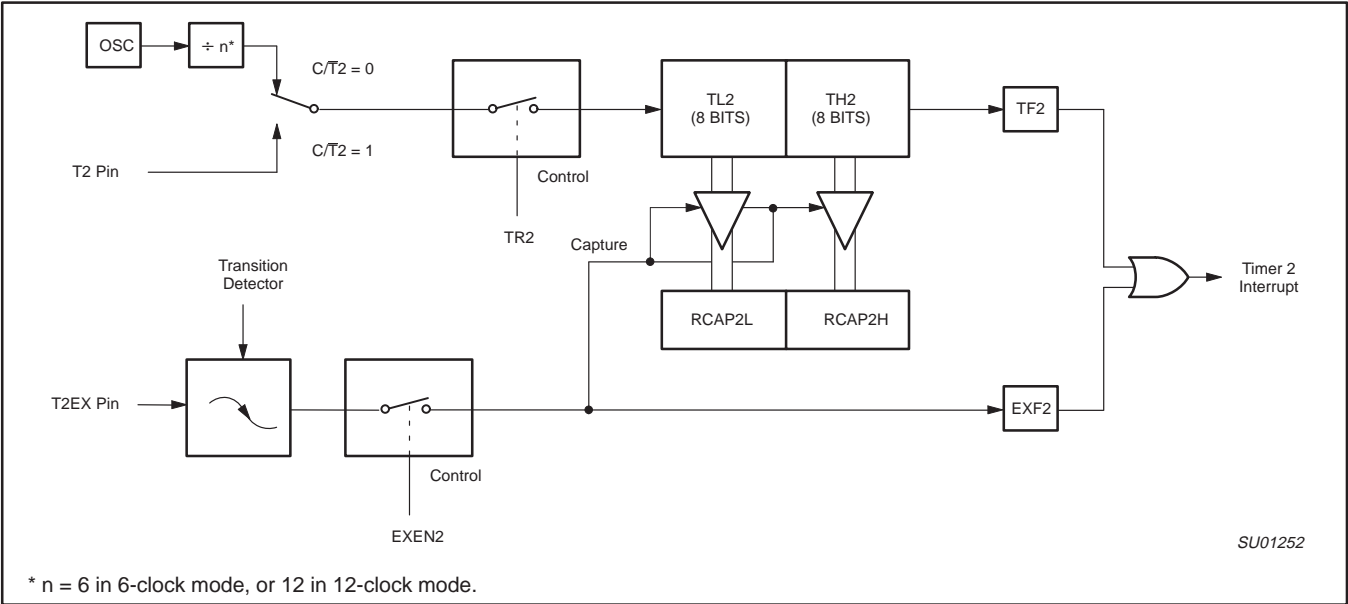 OSC
÷ n*
C/T̅2 = 0
C/T̅2 = 1
T2 Pin
Control
TR2
TL2
(8 BITS)
TH2
(8 BITS)
TF2
Capture
RCAP2L
RCAP2H
Timer 2
Interrupt
Transition
Detector
T2EX Pin
Control
EXEN2
EXF2
SU01252
* n = 6 in 6-clock mode, or 12 in 12-clock mode.